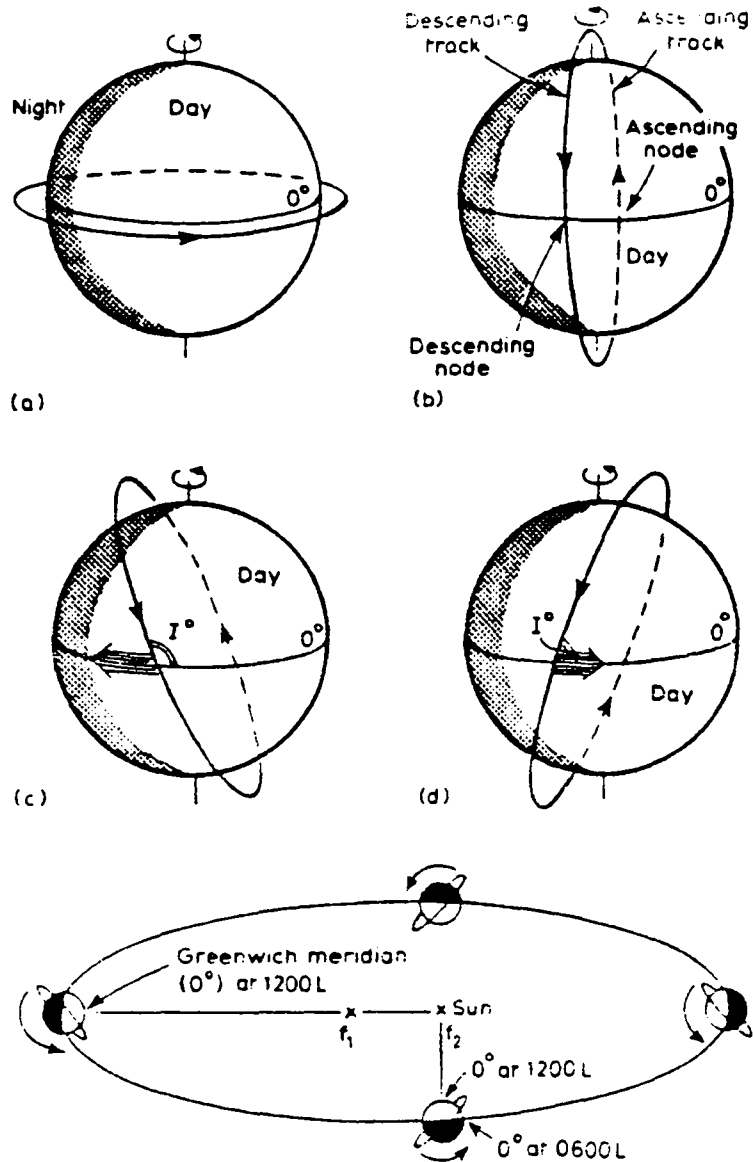 Night
Day
0°
(a)
Descending
track
Ascending
track
Ascending
node
0°
Day
Descending
node
(b)
Day
I°
0°
(c)
I°
0°
Day
(d)
Greenwich meridian
(0°) at 1200L
f₁
Sun
f₂
0° at 1200L
0° at 0600L